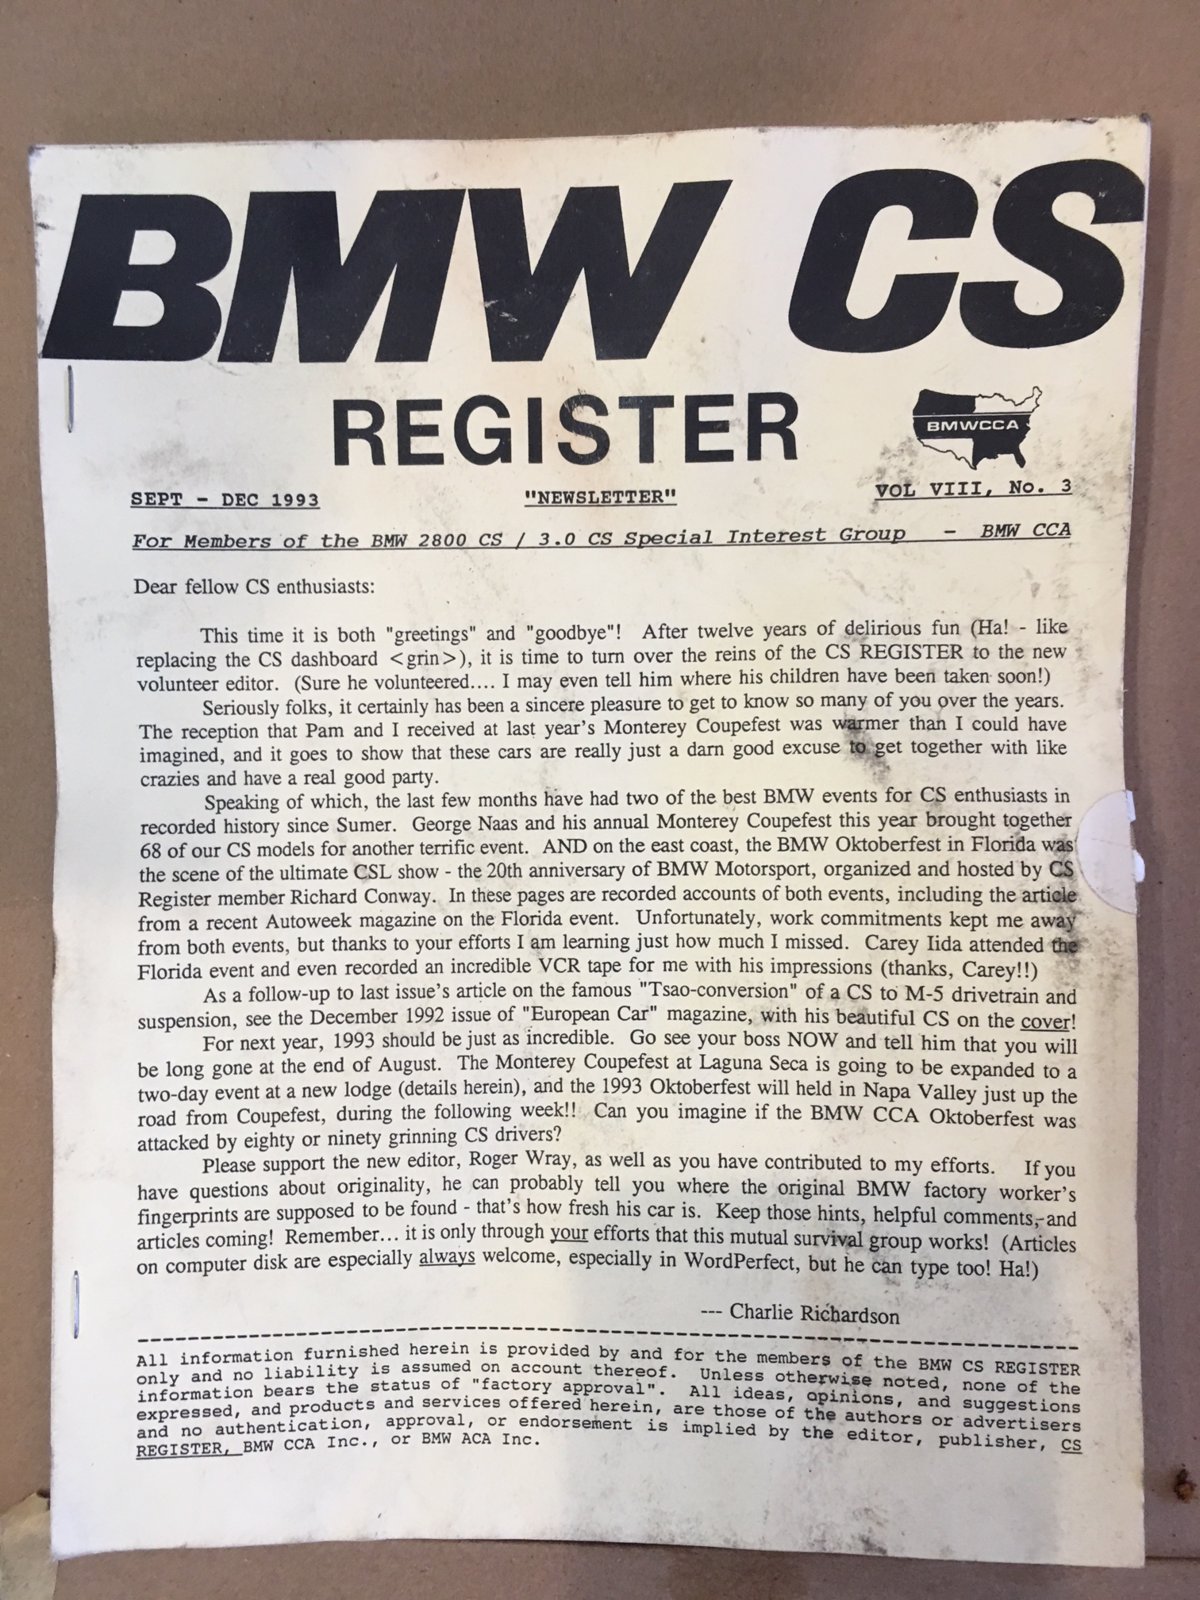 BMW CS
REGISTER
BMWCCA
SEPT - DEC 1993 "NEWSLETTER" VOL VIII, No. 3
For Members of the BMW 2800 CS / 3.0 CS Special Interest Group - BMW CCA
Dear fellow CS enthusiasts:
This time it is both "greetings" and "goodbye"! After twelve years of delirious fun (Ha! - like
replacing the CS dashboard <grin>), it is time to turn over the reins of the CS REGISTER to the new
volunteer editor. (Sure he volunteered.... I may even tell him where his children have been taken soon!)
Seriously folks, it certainly has been a sincere pleasure to get to know so many of you over the years.
The reception that Pam and I received at last year's Monterey Coupefest was warmer than I could have
imagined, and it goes to show that these cars are really just a darn good excuse to get together with like
crazies and have a real good party.
Speaking of which, the last few months have had two of the best BMW events for CS enthusiasts in
recorded history since Sumer. George Naas and his annual Monterey Coupefest this year brought together
68 of our CS models for another terrific event. AND on the east coast, the BMW Oktoberfest in Florida was
the scene of the ultimate CSL show - the 20th anniversary of BMW Motorsport, organized and hosted by CS
Register member Richard Conway. In these pages are recorded accounts of both events, including the article
from a recent Autoweek magazine on the Florida event. Unfortunately, work commitments kept me away
from both events, but thanks to your efforts I am learning just how much I missed. Carey Iida attended the
Florida event and even recorded an incredible VCR tape for me with his impressions (thanks, Carey!!)
As a follow-up to last issue's article on the famous "Tsao-conversion" of a CS to M-5 drivetrain and
suspension, see the December 1992 issue of "European Car" magazine, with his beautiful CS on the cover!
For next year, 1993 should be just as incredible. Go see your boss NOW and tell him that you will
be long gone at the end of August. The Monterey Coupefest at Laguna Seca is going to be expanded to a
two-day event at a new lodge (details herein), and the 1993 Oktoberfest will held in Napa Valley just up the
road from Coupefest, during the following week!! Can you imagine if the BMW CCA Oktoberfest was
attacked by eighty or ninety grinning CS drivers?
Please support the new editor, Roger Wray, as well as you have contributed to my efforts. If you
have questions about originality, he can probably tell you where the original BMW factory worker's
fingerprints are supposed to be found - that's how fresh his car is. Keep those hints, helpful comments, and
articles coming! Remember... it is only through your efforts that this mutual survival group works! (Articles
on computer disk are especially always welcome, especially in WordPerfect, but he can type too! Ha!)
--- Charlie Richardson
All information furnished herein is provided by and for the members of the BMW CS REGISTER
only and no liability is assumed on account thereof. Unless otherwise noted, none of the
information bears the status of "factory approval". All ideas, opinions, and suggestions
expressed, and products and services offered herein, are those of the authors or advertisers
and no authentication, approval, or endorsement is implied by the editor, publisher, CS
REGISTER, BMW CCA Inc., or BMW ACA Inc.